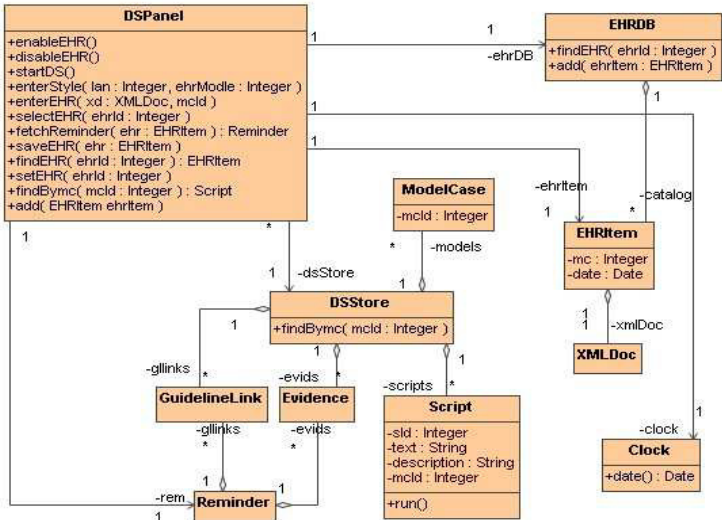 DSPanel
+enableEHR()
+disableEHR()
+startDS()
+enterStyle( lan : Integer, ehrModle : Integer )
+enterEHR( xd : XMLDoc, mcId )
+selectEHR( ehrId : Integer )
+fetchReminder( ehr : EHRItem ) : Reminder
+saveEHR( ehr : EHRItem )
+findEHR( ehrId : Integer ) : EHRItem
+setEHR( ehrId : Integer )
+findBymc( mcId : Integer ) : Script
+add( EHRItem ehrItem )
1
1
-ehrDB
EHRDB
+findEHR( ehrId : Integer )
+add( ehrItem : EHRItem )
1
1
1
-ehrItem
1
-catalog
*
ModelCase
-mcId : Integer
*
-models
EHRItem
-mc : Integer
-date : Date
1
1
-xmlDoc
XMLDoc
1
*
1
-dsStore
1
DSStore
+findBymc( mcId : Integer )
1
1
1
-gllinks
*
-evids
*
-scripts
*
GuidelineLink
Evidence
Script
-sId : Integer
-text : String
-description : String
-mcId : Integer
+run()
-gllinks
*
-evids
*
-clock
1
Clock
+date() : Date
1
1
-rem
1
Reminder